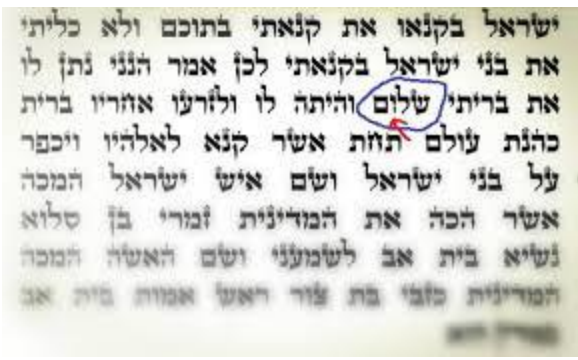 ישראל בקנאו את קנאתי בתוכם ולא כליתי
את בני ישראל בקנאתי לכן אמר הנני נתן לו
את בריתי שלום והיתה לו ולזרעו אחריו ברית
כהנת עולם תחת אשר קנא לאלהיו ויכפר
על בני ישראל ושם איש ישראל המכה
אשר הכה את המדינית זמרי בן סלוא
נשיא בית אב לשמעני ושם האשה המכה
המדינית כזבי בת צור ראש אמות בית אב